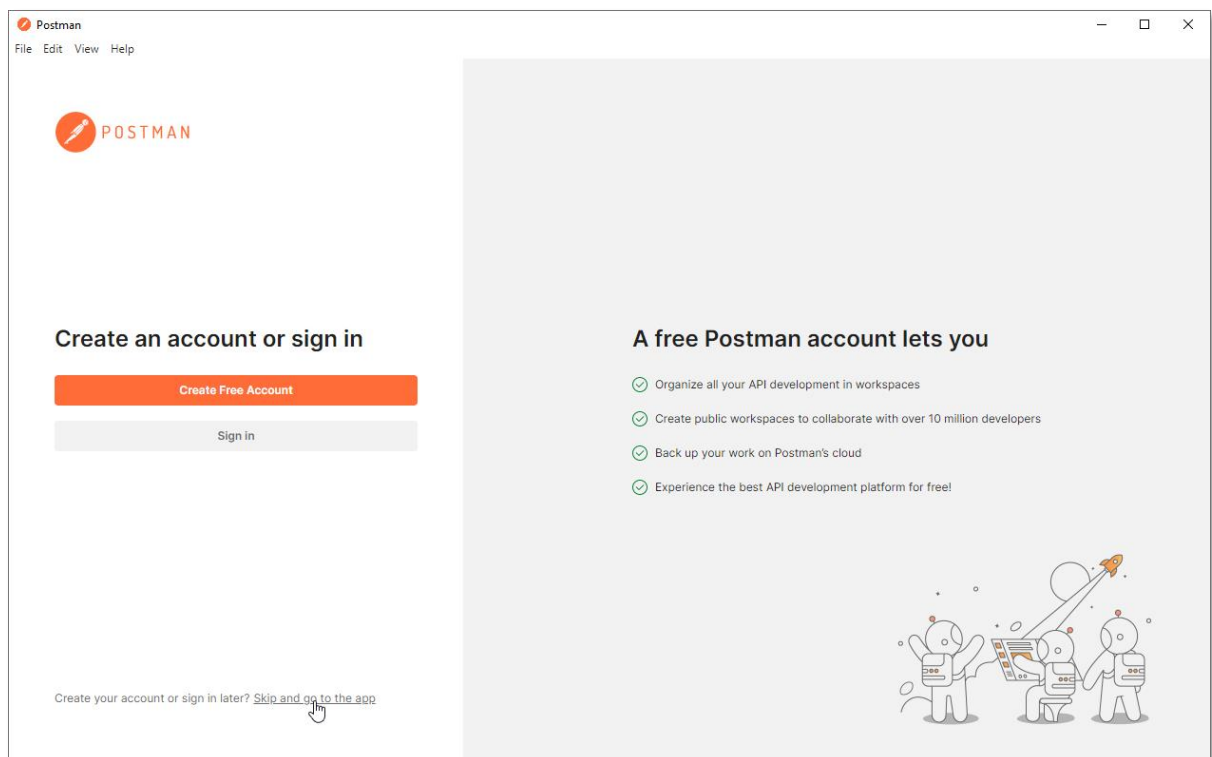 Postman
File Edit View Help
POSTMAN
Create an account or sign in
Create Free Account
Sign in
Create your account or sign in later? Skip and go to the app
A free Postman account lets you
Organize all your API development in workspaces
Create public workspaces to collaborate with over 10 million developers
Back up your work on Postman's cloud
Experience the best API development platform for free!